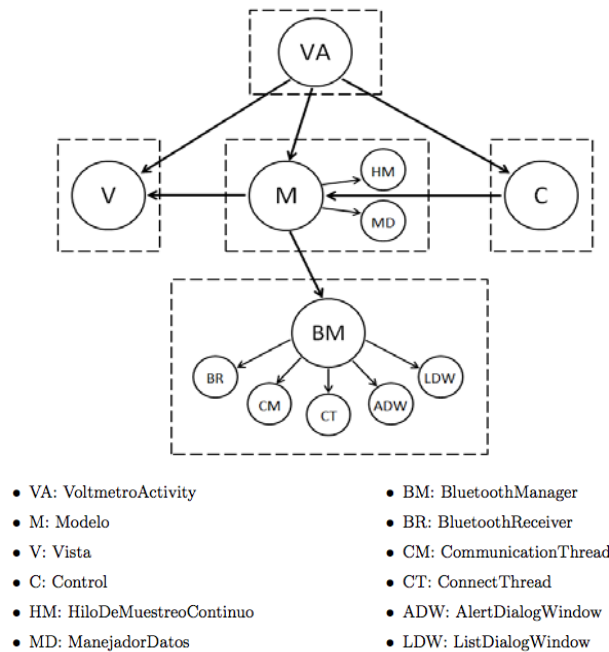 VA
V
M
HM
MD
C
BM
BR
CM
CT
ADW
LDW
• VA: VoltmetroActivity
• M: Modelo
• V: Vista
• C: Control
• HM: HiloDeMuestreoContinuo
• MD: ManejadorDatos
• BM: BluetoothManager
• BR: BluetoothReceiver
• CM: CommunicationThread
• CT: ConnectThread
• ADW: AlertDialogWindow
• LDW: ListDialogWindow